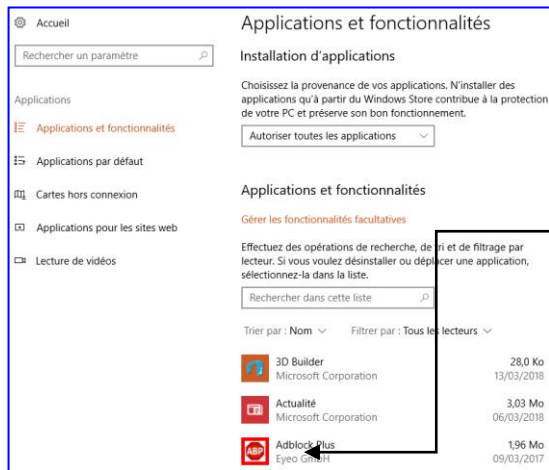 Accueil
Rechercher un paramètre
Applications
Applications et fonctionnalités
Applications par défaut
Cartes hors connexion
Applications pour les sites web
Lecture de vidéos
Applications et fonctionnalités
Installation d'applications
Choisissez la provenance de vos applications. N'installer des
applications qu'à partir du Windows Store contribue à la protection
de votre PC et préserve son bon fonctionnement.
Autoriser toutes les applications
Applications et fonctionnalités
Gérer les fonctionnalités facultatives
Effectuez des opérations de recherche, de tri et de filtrage par
lecteur. Si vous voulez désinstaller ou déplacer une application,
sélectionnez-la dans la liste.
Rechercher dans cette liste
Trier par : Nom Filtrer par : Tous les lecteurs
3D Builder 28,0 Ko
Microsoft Corporation 13/03/2018
Actualité 3,03 Mo
Microsoft Corporation 06/03/2018
ABP Adblock Plus 1,96 Mo
Eyeo GmbH 09/03/2017